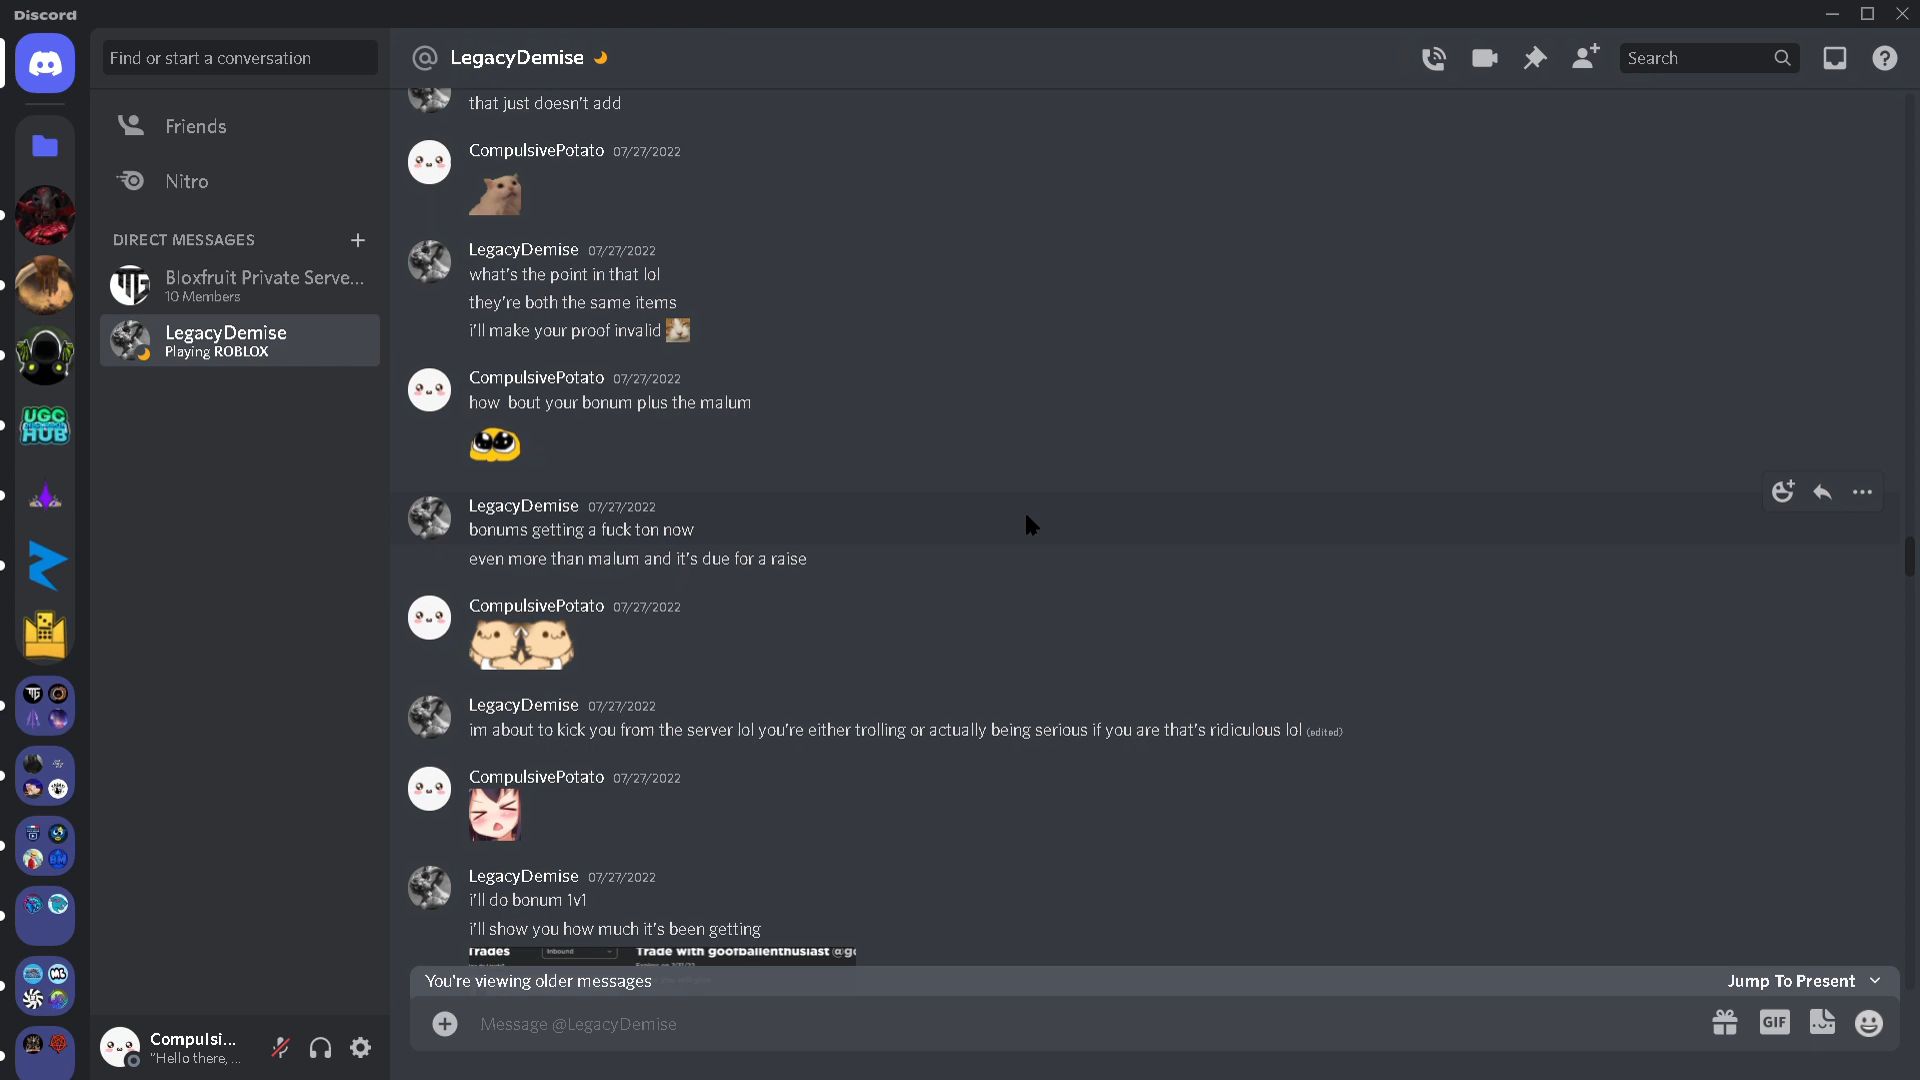 Discord
Find or start a conversation
Friends
Nitro
DIRECT MESSAGES
Bloxfruit Private Serve...
10 Members
LegacyDemise
Playing ROBLOX
UGC
HUB
Compulsi...
"Hello there, ...
LegacyDemise
Search
that just doesn't add
CompulsivePotato 07/27/2022
LegacyDemise 07/27/2022
what's the point in that lol
they're both the same items
i'll make your proof invalid
CompulsivePotato 07/27/2022
how bout your bonum plus the malum
LegacyDemise 07/27/2022
bonums getting a fuck ton now
even more than malum and it's due for a raise
CompulsivePotato 07/27/2022
LegacyDemise 07/27/2022
im about to kick you from the server lol you're either trolling or actually being serious if you are that's ridiculous lol (edited)
CompulsivePotato 07/27/2022
LegacyDemise 07/27/2022
i'll do bonum 1v1
i'll show you how much it's been getting
Trades Inbound Trade with goofballenthusiast
You're viewing older messages Jump To Present
Message @LegacyDemise
GIF